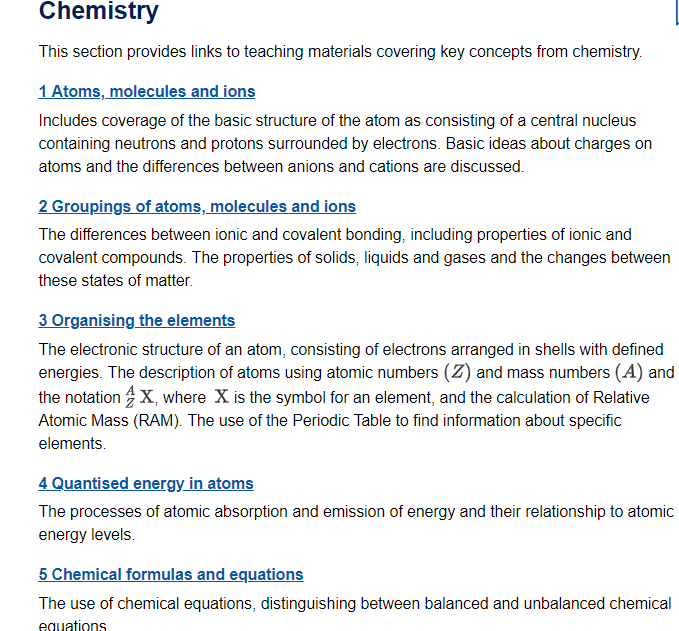 Chemistry
This section provides links to teaching materials covering key concepts from chemistry.
1 Atoms, molecules and ions
Includes coverage of the basic structure of the atom as consisting of a central nucleus
containing neutrons and protons surrounded by electrons. Basic ideas about charges on
atoms and the differences between anions and cations are discussed.
2 Groupings of atoms, molecules and ions
The differences between ionic and covalent bonding, including properties of ionic and
covalent compounds. The properties of solids, liquids and gases and the changes between
these states of matter.
3 Organising the elements
The electronic structure of an atom, consisting of electrons arranged in shells with defined
energies. The description of atoms using atomic numbers (Z) and mass numbers (A) and
the notation ᴬ_Z X, where X is the symbol for an element, and the calculation of Relative
Atomic Mass (RAM). The use of the Periodic Table to find information about specific
elements.
4 Quantised energy in atoms
The processes of atomic absorption and emission of energy and their relationship to atomic
energy levels.
5 Chemical formulas and equations
The use of chemical equations, distinguishing between balanced and unbalanced chemical
equations